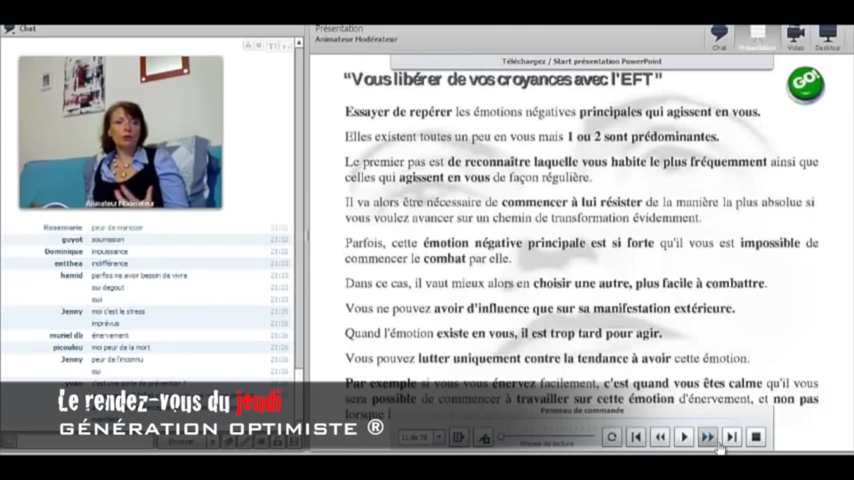 Chat
Présentation
Animateur Modérateur
Chat
Présentation
Video
Desktop
Téléchargez / Start présentation PowerPoint
“Vous libérer de vos croyances avec l'EFT”
GO!
Essayer de repérer les émotions négatives principales qui agissent en vous.
Elles existent toutes un peu en vous mais 1 ou 2 sont prédominantes.
Le premier pas est de reconnaître laquelle vous habite le plus fréquemment ainsi que
celles qui agissent en vous de façon régulière.
Il va alors être nécessaire de commencer à lui résister de la manière la plus absolue si
vous voulez avancer sur un chemin de transformation évidemment.
Parfois, cette émotion négative principale est si forte qu'il vous est impossible de
commencer le combat par elle.
Dans ce cas, il vaut mieux alors en choisir une autre, plus facile à combattre.
Vous ne pouvez avoir d'influence que sur sa manifestation extérieure.
Quand l'émotion existe en vous, il est trop tard pour agir.
Vous pouvez lutter uniquement contre la tendance à avoir cette émotion.
Par exemple si vous vous énervez facilement, c'est quand vous êtes calme qu'il vous
sera possible de commencer à travailler sur cette émotion d'énervement, et non pas
lorsque
Panneau de commande
Vitesse de lecture
Animateur Modérateur
Rosemarie peur de manquer 21:02
guyot soumission 21:02
Dominique impuissance
entthea indifférence
hamid parfois ne avoir besoin de vivre
oui degout
oui
Jenny moi c'est le stress
imprévus
muriel db énervement
picoulou moi peur de la mort
Jenny peur de l'inconnu
oui
Le rendez-vous du jeudi
GÉNÉRATION OPTIMISTE ®
Envoyer